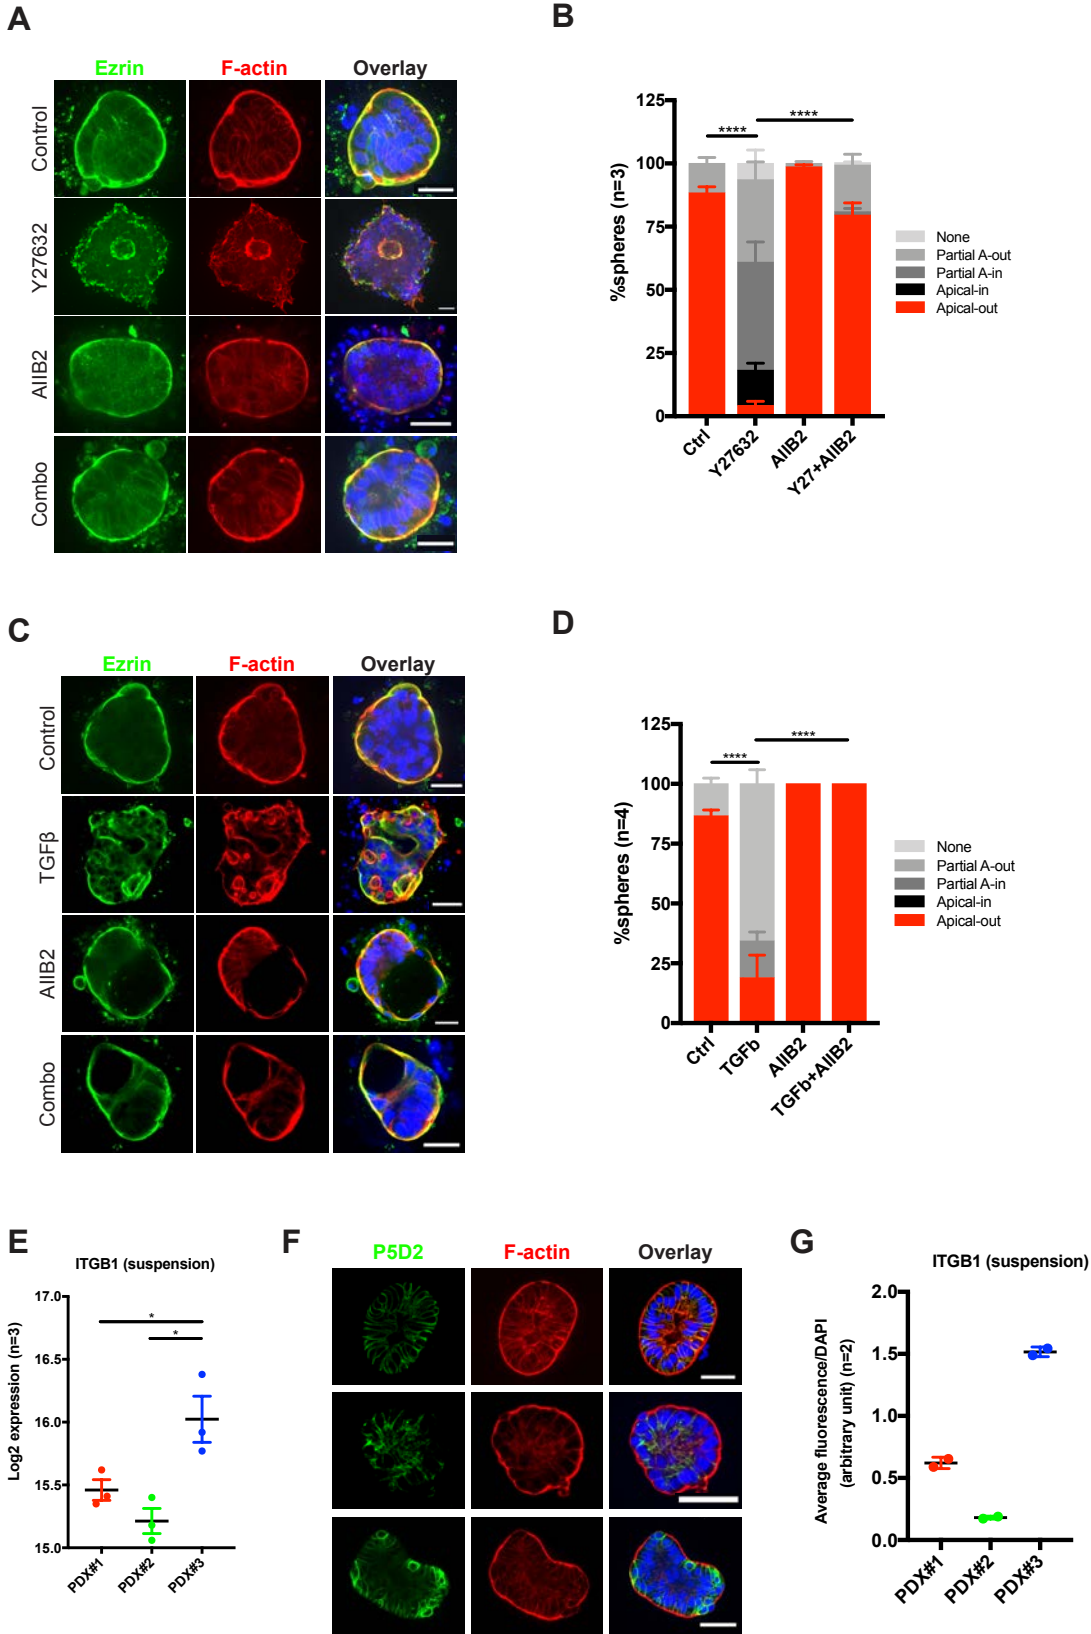 A
Ezrin F-actin Overlay
Control
Y27632
AIIB2
Combo
B
125
100
75
50
25
0
%spheres (n=3)
****
****
Ctrl
Y27632
AIIB2
Y27+AIIB2
None
Partial A-out
Partial A-in
Apical-in
Apical-out
C
Ezrin F-actin Overlay
Control
TGFβ
AIIB2
Combo
D
125
100
75
50
25
0
%spheres (n=4)
****
****
Ctrl
TGFb
AIIB2
TGFb+AIIB2
None
Partial A-out
Partial A-in
Apical-in
Apical-out
E
ITGB1 (suspension)
17.0
16.5
16.0
15.5
15.0
Log2 expression (n=3)
*
*
PDX#1
PDX#2
PDX#3
F
P5D2 F-actin Overlay
G
ITGB1 (suspension)
2.0
1.5
1.0
0.5
0.0
Average fluorescence/DAPI
(arbitrary unit) (n=2)
PDX#1
PDX#2
PDX#3